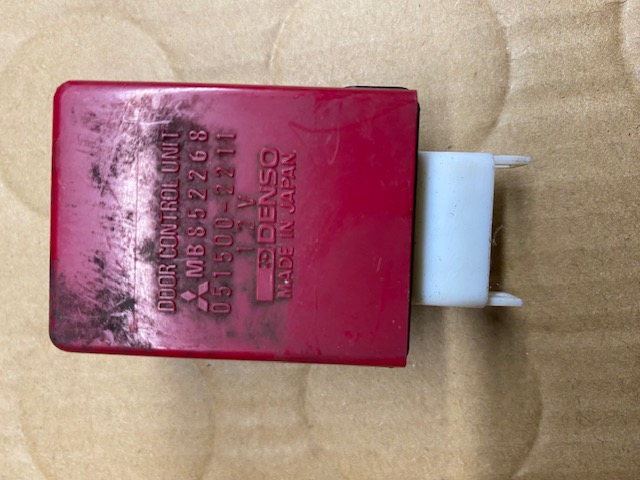 DOOR CONTROL UNIT
MB852268
051500-2211
12V
DENSO
MADE IN JAPAN.